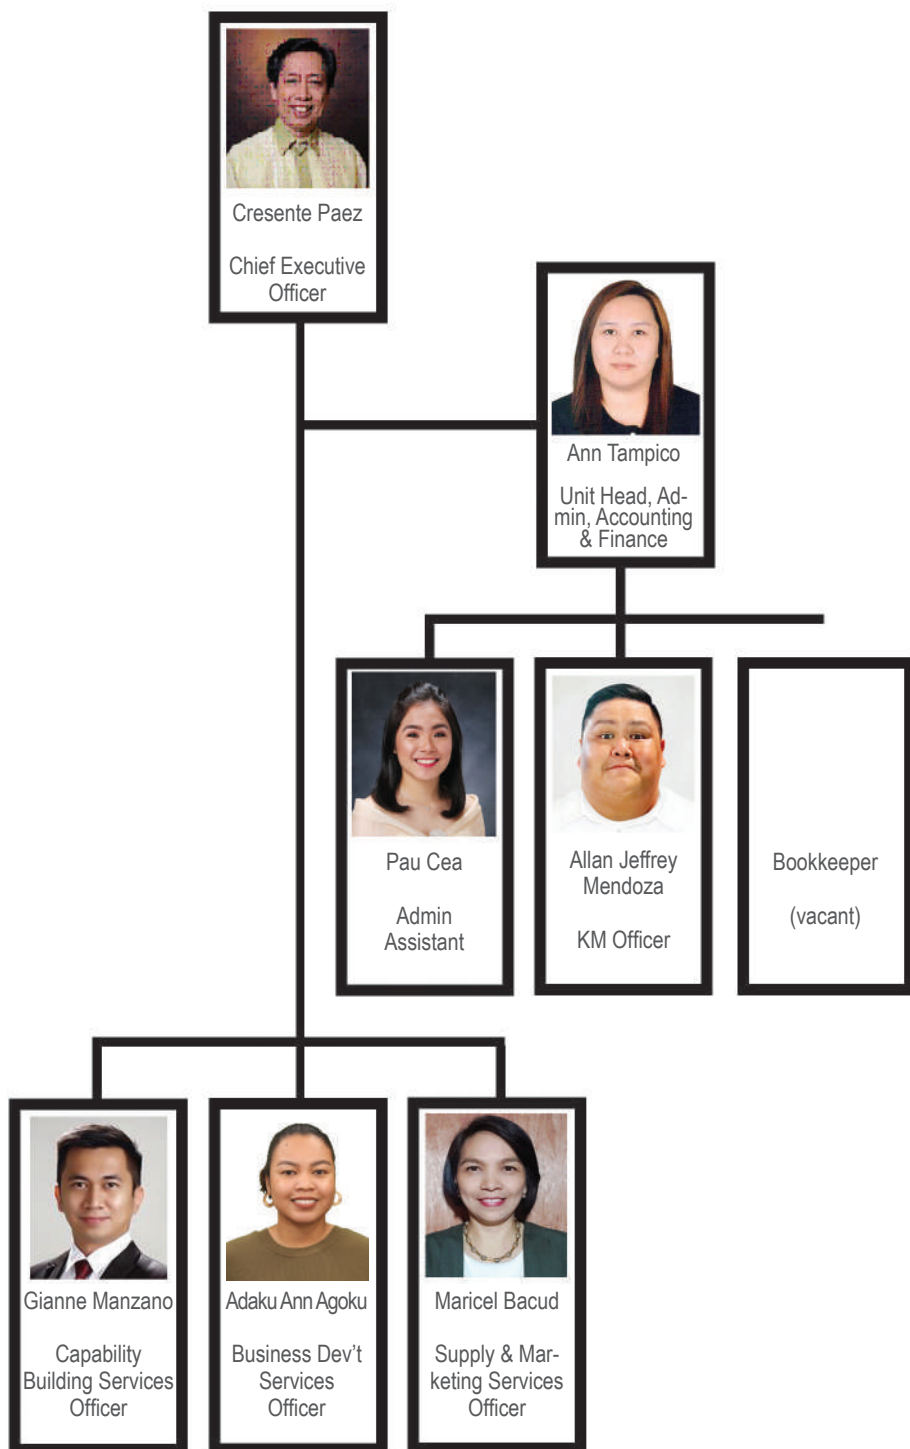 Cresente Paez
Chief Executive
Officer
Ann Tampico
Unit Head, Ad-
min, Accounting
& Finance
Pau Cea
Admin
Assistant
Allan Jeffrey
Mendoza
KM Officer
Bookkeeper
(vacant)
Gianne Manzano
Capability
Building Services
Officer
Adaku Ann Agoku
Business Dev’t
Services
Officer
Maricel Bacud
Supply & Mar-
keting Services
Officer